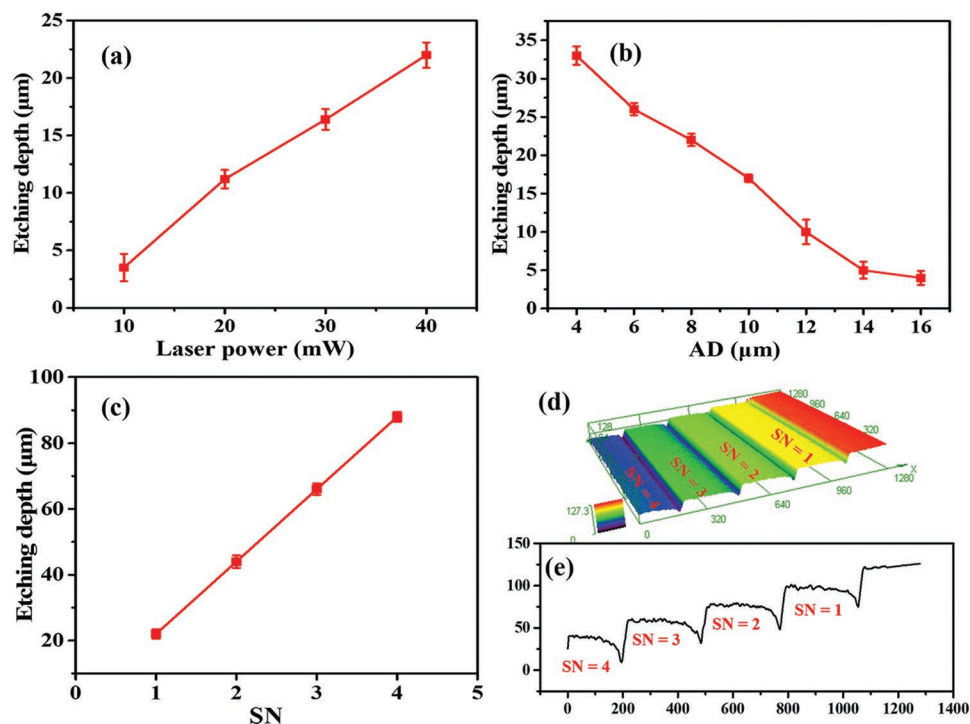 (a)
Etching depth (μm)
25
20
15
10
5
0
10 20 30 40
Laser power (mW)
(b)
Etching depth (μm)
35
30
25
20
15
10
5
0
4 6 8 10 12 14 16
AD (μm)
(c)
Etching depth (μm)
100
80
60
40
20
0 1 2 3 4 5
SN
(d)
128
1280
960
640
320
X
1280
960
640
320
0
SN = 1
SN = 2
SN = 3
SN = 4
127.3
0
(e)
150
100
50
0
SN = 4
SN = 3
SN = 2
SN = 1
0 200 400 600 800 1000 1200 1400